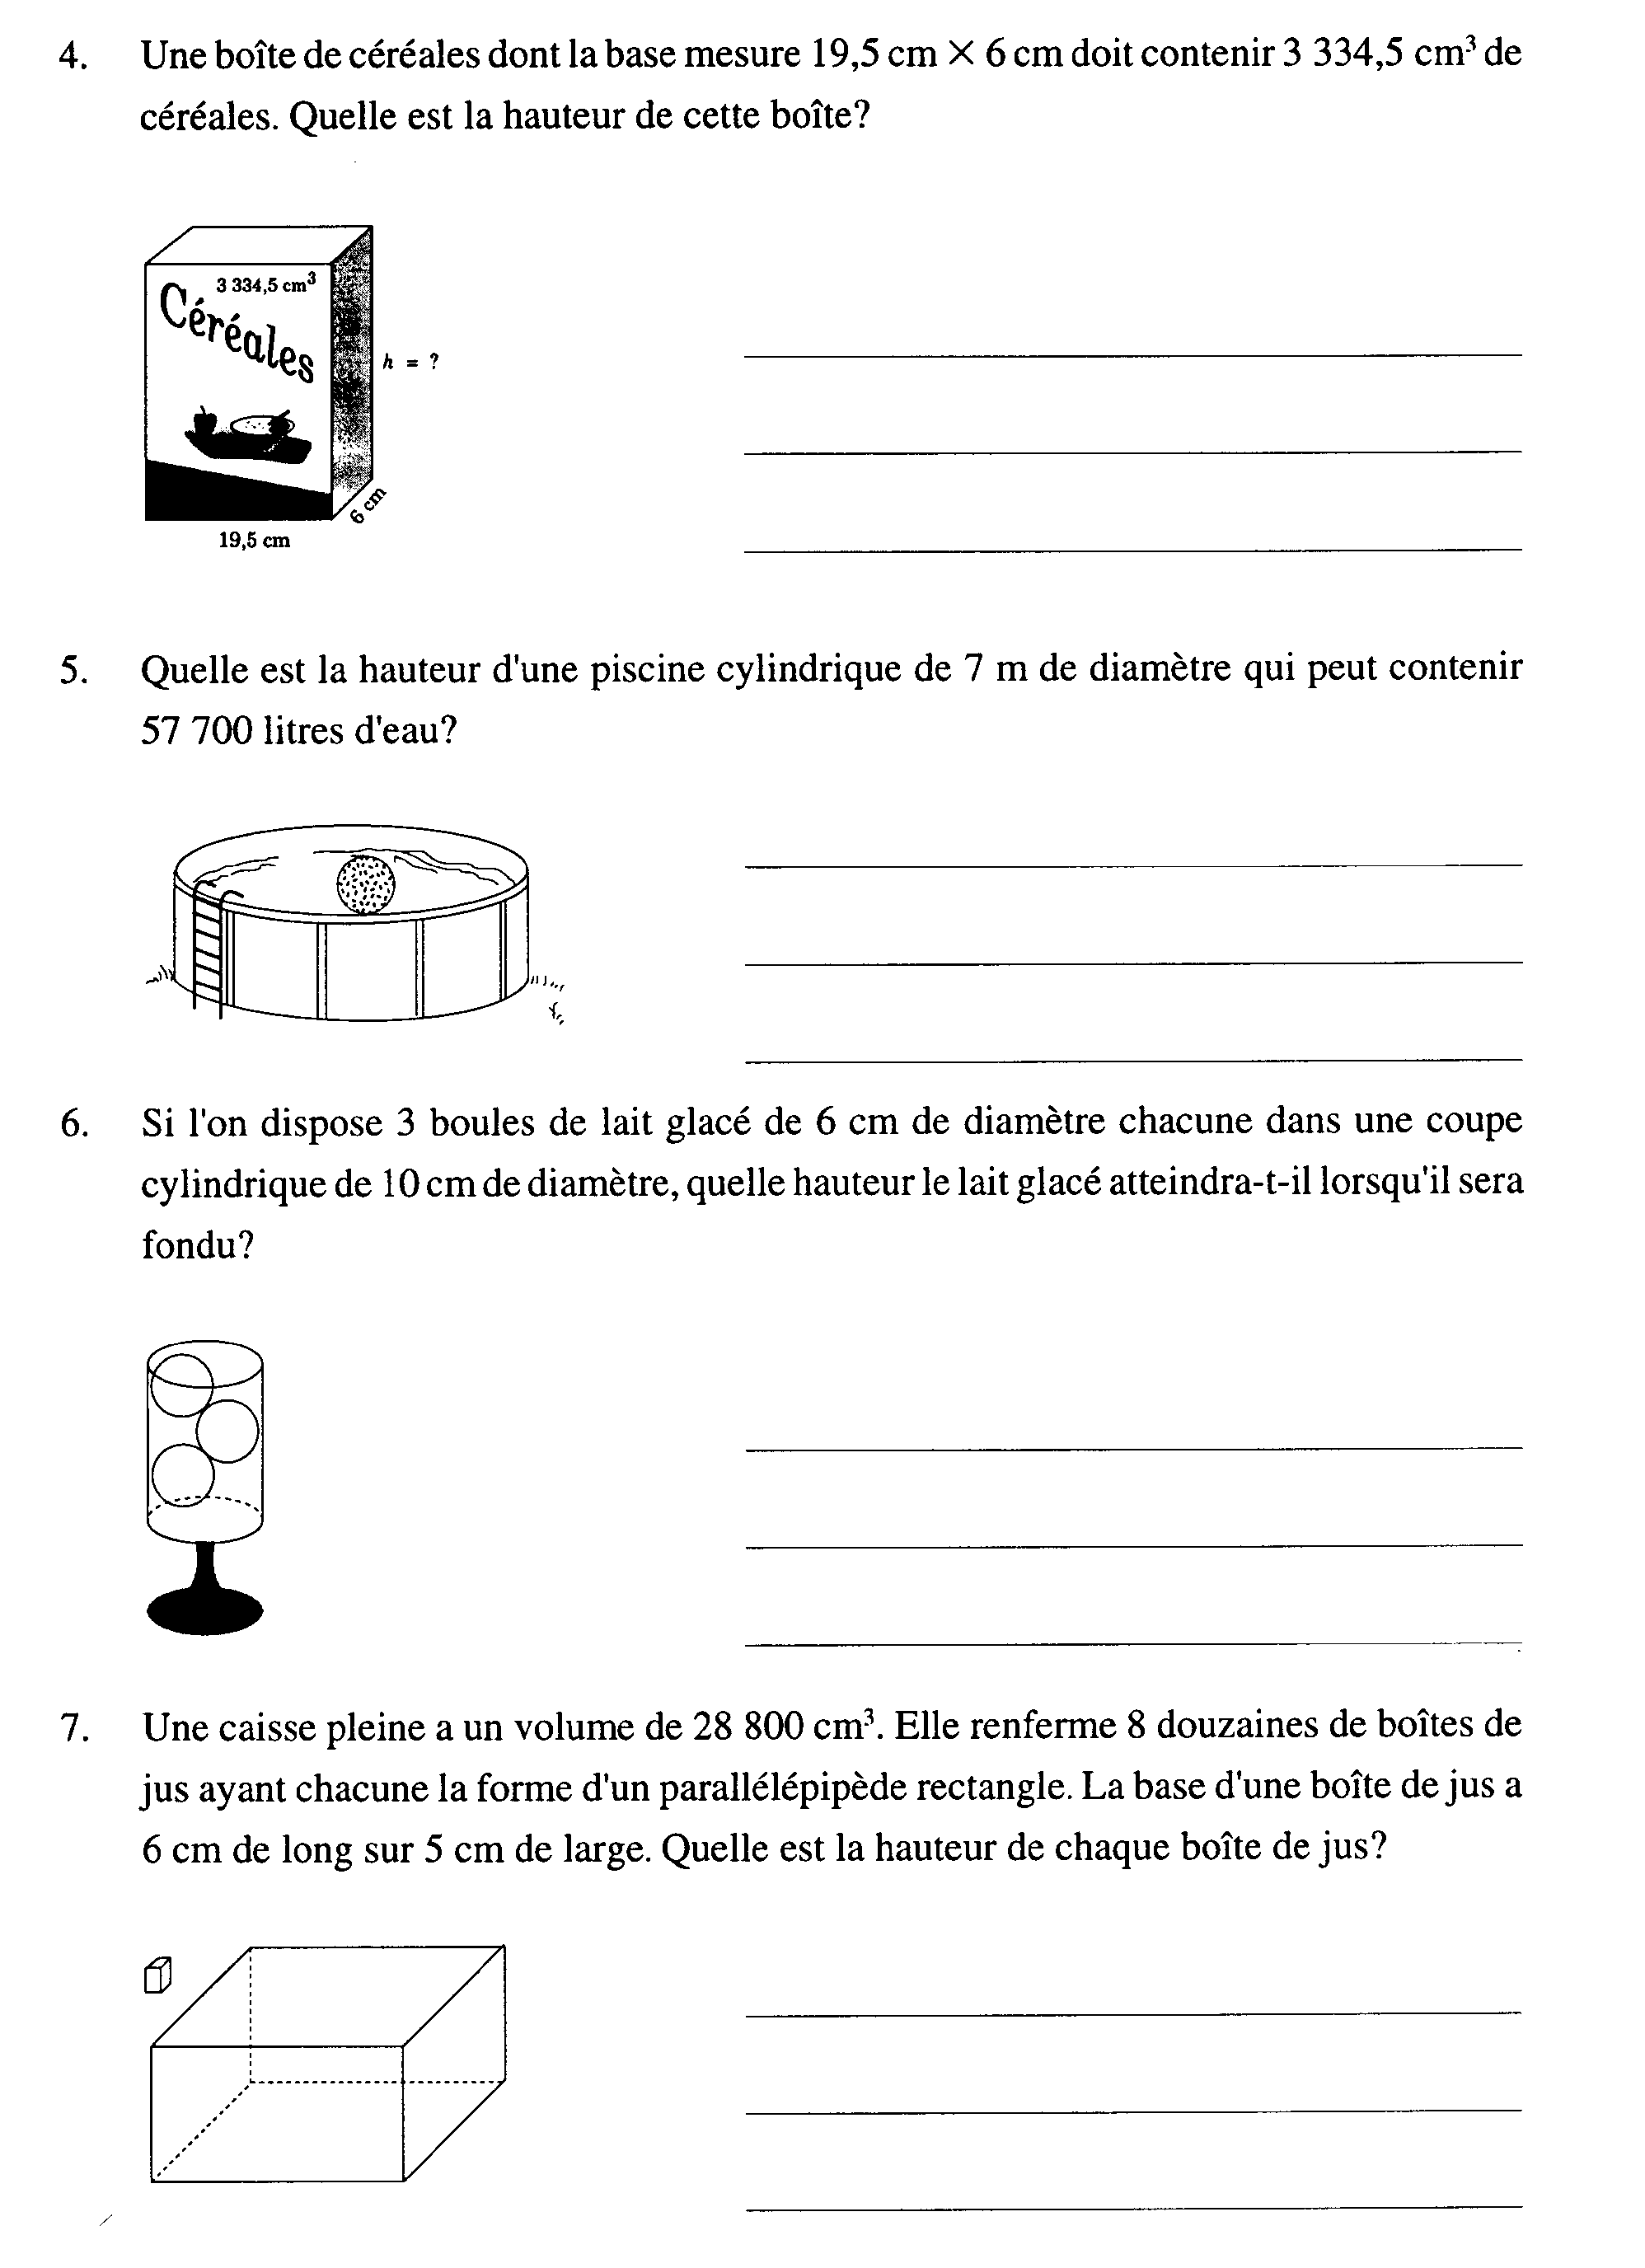 4. Une boîte de céréales dont la base mesure 19,5 cm × 6 cm doit contenir 3 334,5 cm³ de
céréales. Quelle est la hauteur de cette boîte?
3 334,5 cm³
Céréales
h = ?
6 cm
19,5 cm
5. Quelle est la hauteur d'une piscine cylindrique de 7 m de diamètre qui peut contenir
57 700 litres d'eau?
6. Si l'on dispose 3 boules de lait glacé de 6 cm de diamètre chacune dans une coupe
cylindrique de 10 cm de diamètre, quelle hauteur le lait glacé atteindra-t-il lorsqu'il sera
fondu?
7. Une caisse pleine a un volume de 28 800 cm³. Elle renferme 8 douzaines de boîtes de
jus ayant chacune la forme d'un parallélépipède rectangle. La base d'une boîte de jus a
6 cm de long sur 5 cm de large. Quelle est la hauteur de chaque boîte de jus?